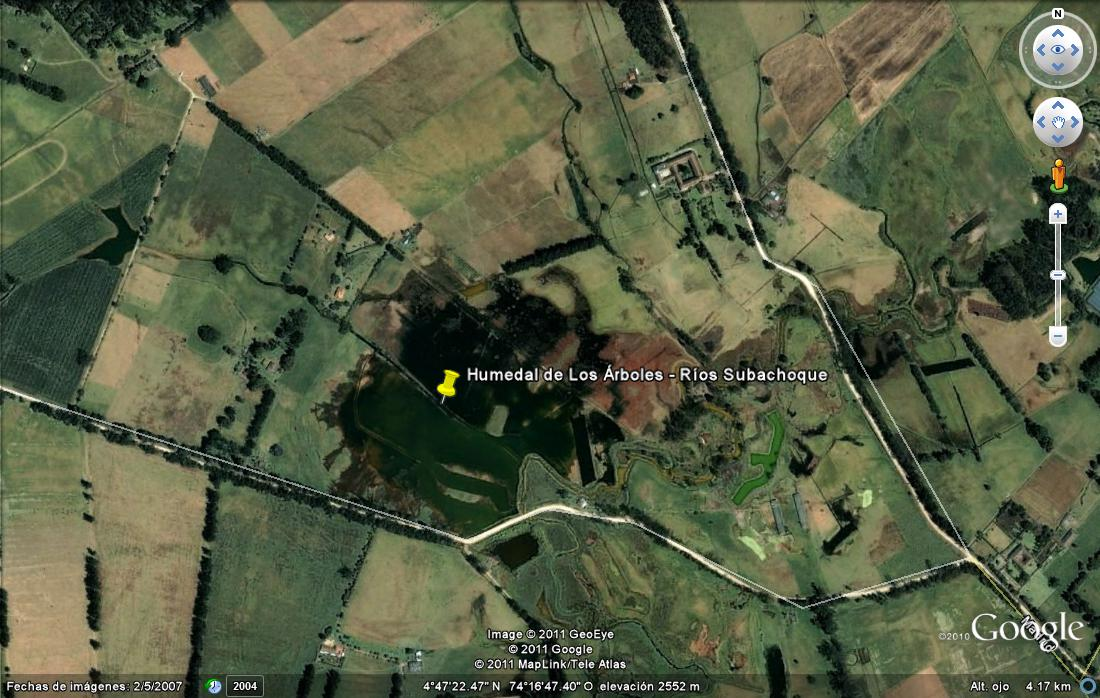 N
Humedal de Los Árboles - Ríos Subachoque
Image © 2011 GeoEye
© 2011 Google
© 2011 MapLink/Tele Atlas
©2010 Google
Fechas de imágenes: 2/5/2007 2004 4°47'22.47" N 74°16'47.40" O elevación 2552 m Alt. ojo 4.17 km